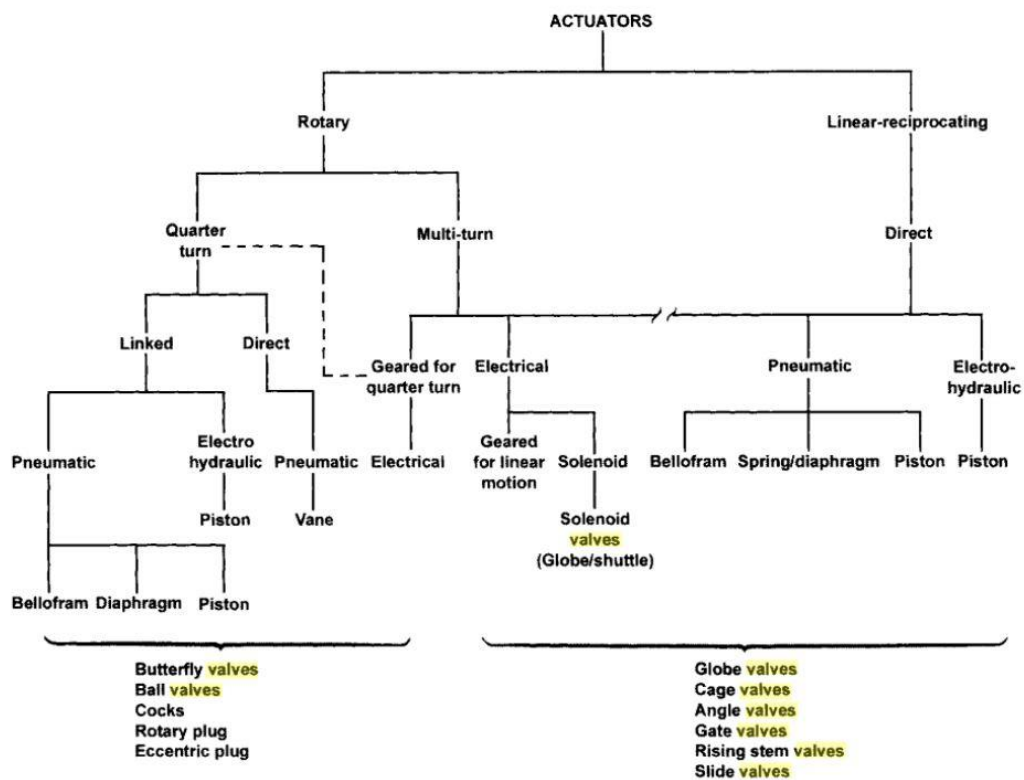 ACTUATORS
Rotary
Linear-reciprocating
Quarter
turn
Multi-turn
Direct
Linked
Direct
Geared for
quarter turn
Electrical
Pneumatic
Electro-
hydraulic
Pneumatic
Electro
hydraulic
Pneumatic
Electrical
Geared
for linear
motion
Solenoid
Bellofram
Spring/diaphragm
Piston
Piston
Piston
Vane
Solenoid
valves
(Globe/shuttle)
Bellofram
Diaphragm
Piston
Butterfly valves
Ball valves
Cocks
Rotary plug
Eccentric plug
Globe valves
Cage valves
Angle valves
Gate valves
Rising stem valves
Slide valves